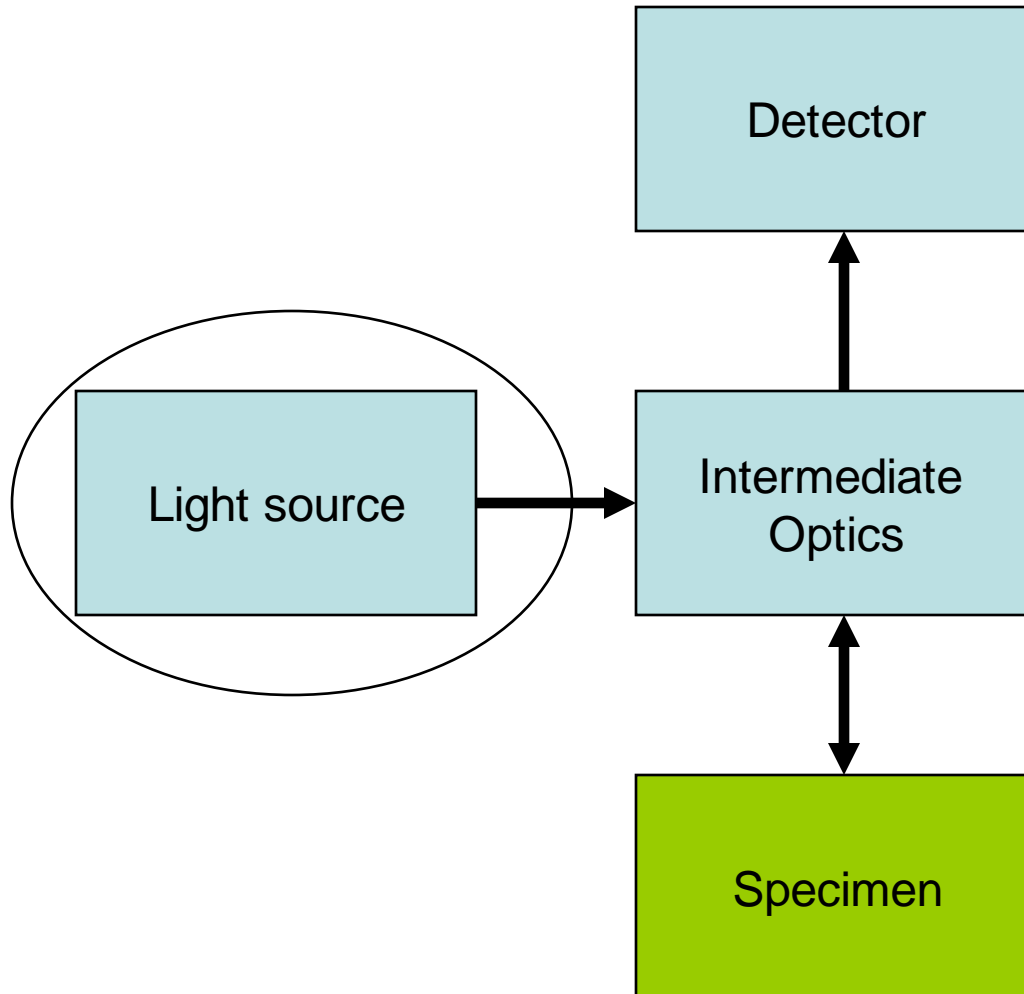 Detector
Light source
Intermediate
Optics
Specimen